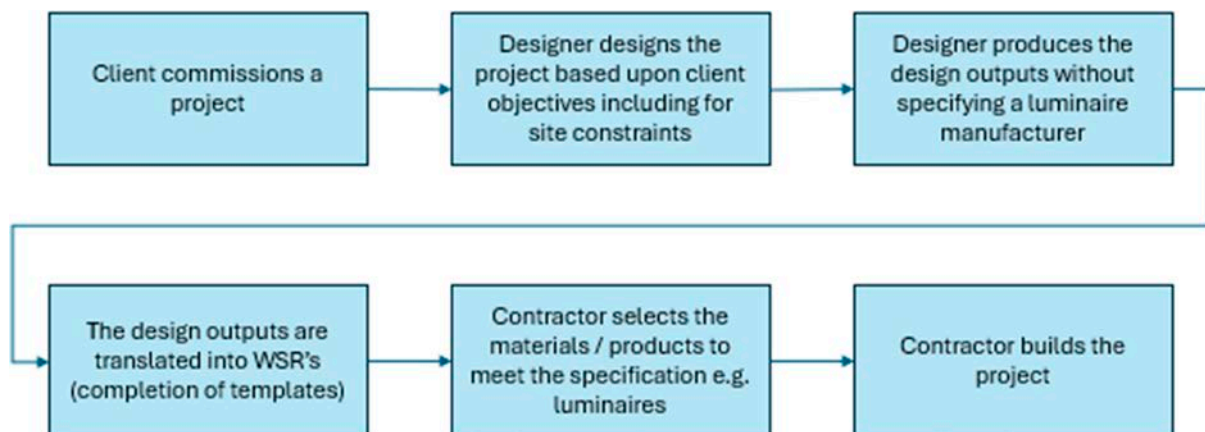 Client commissions a
project
Designer designs the
project based upon client
objectives including for
site constraints
Designer produces the
design outputs without
specifying a luminaire
manufacturer
The design outputs are
translated into WSR's
(completion of templates)
Contractor selects the
materials / products to
meet the specification e.g.
luminaires
Contractor builds the
project